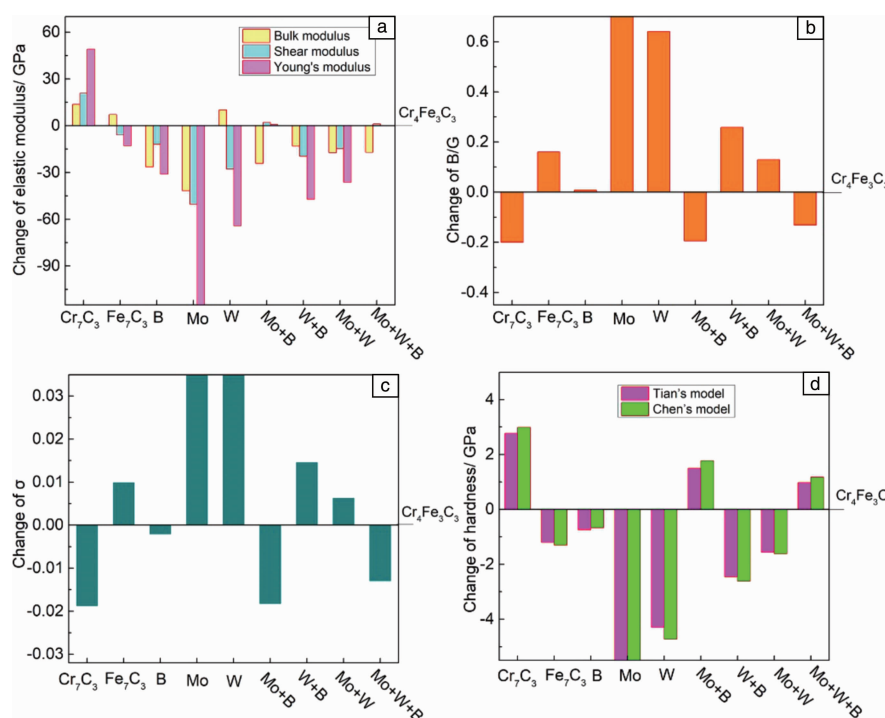 a
Bulk modulus
Shear modulus
Young's modulus
Change of elastic modulus/ GPa
60
30
0
-30
-60
-90
Cr₄Fe₃C₃
Cr₇C₃ Fe₇C₃ B Mo W Mo+B W+B Mo+W Mo+W+B
b
Change of B/G
0.6
0.4
0.2
0.0
-0.2
-0.4
Cr₄Fe₃C₃
Cr₇C₃ Fe₇C₃ B Mo W Mo+B W+B Mo+W Mo+W+B
c
Change of σ
0.03
0.02
0.01
0.00
-0.01
-0.02
-0.03
Cr₄Fe₃C₃
Cr₇C₃ Fe₇C₃ B Mo W Mo+B W+B Mo+W Mo+W+B
d
Tian's model
Chen's model
Change of hardness/ GPa
4
2
0
-2
-4
Cr₄Fe₃C₃
Cr₇C₃ Fe₇C₃ B Mo W Mo+B W+B Mo+W Mo+W+B